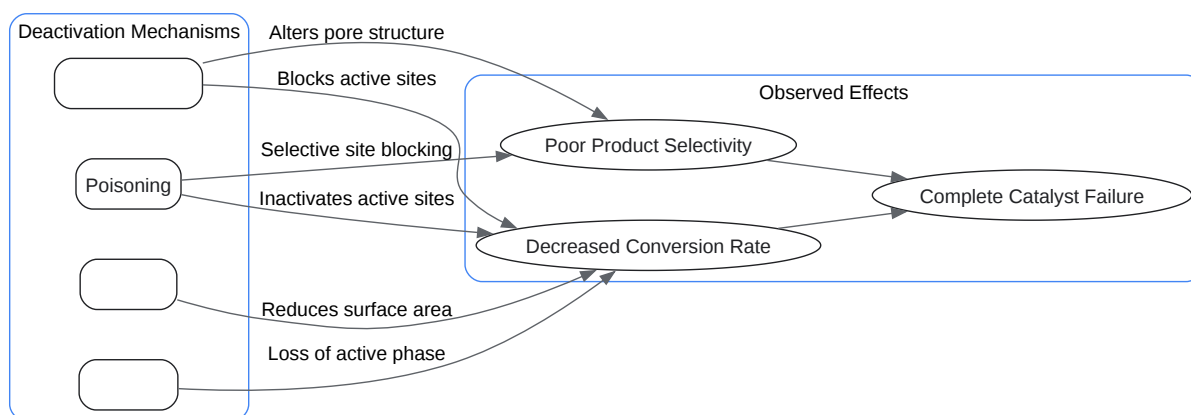 Deactivation Mechanisms
Alters pore structure
Blocks active sites
Observed Effects
Poor Product Selectivity
Selective site blocking
Poisoning
Inactivates active sites
Complete Catalyst Failure
Decreased Conversion Rate
Reduces surface area
Loss of active phase